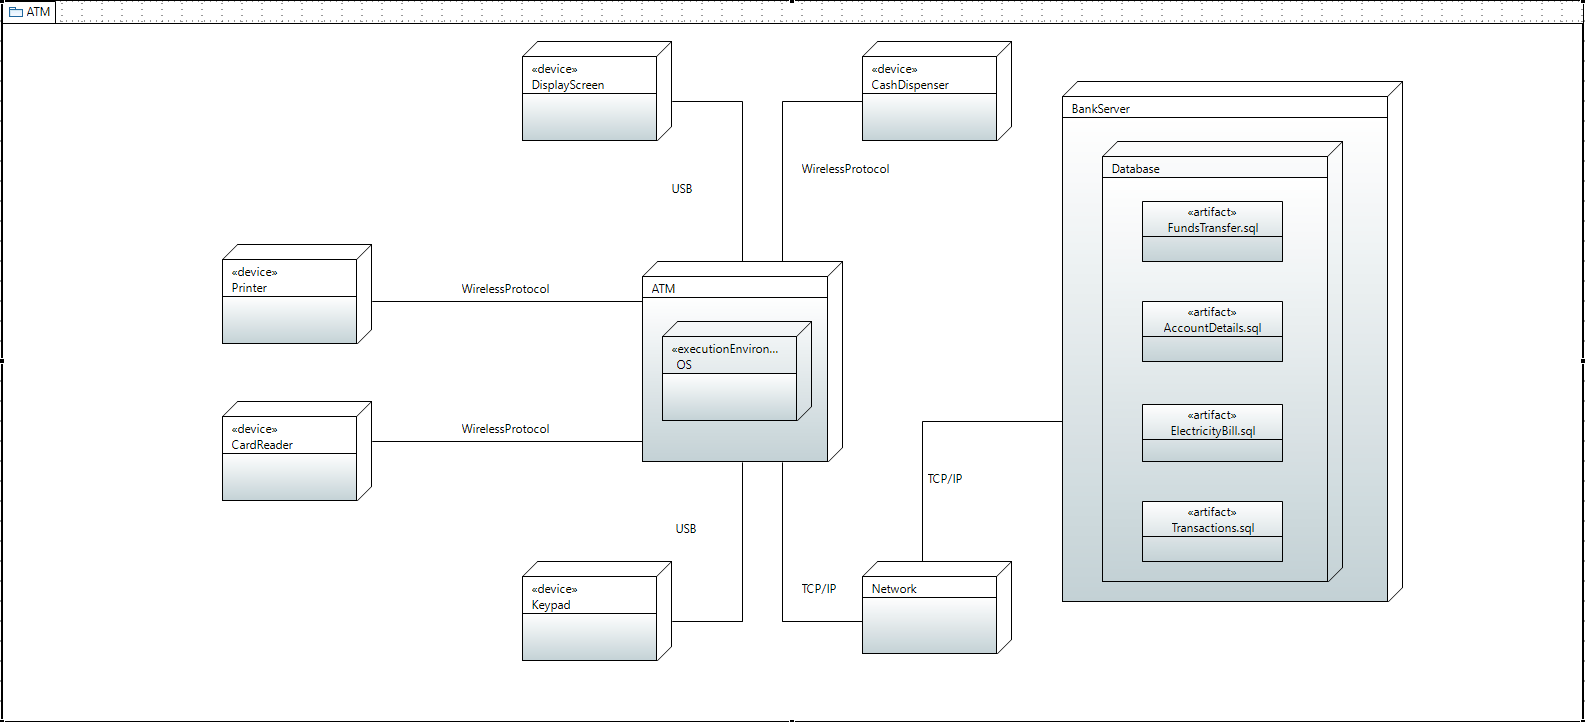 ATM
«device»
DisplayScreen
«device»
CashDispenser
BankServer
Database
«artifact»
FundsTransfer.sql
«artifact»
AccountDetails.sql
«artifact»
ElectricityBill.sql
«artifact»
Transactions.sql
WirelessProtocol
USB
«device»
Printer
WirelessProtocol
ATM
«executionEnviron...
OS
«device»
CardReader
WirelessProtocol
USB
TCP/IP
«device»
Keypad
TCP/IP
Network